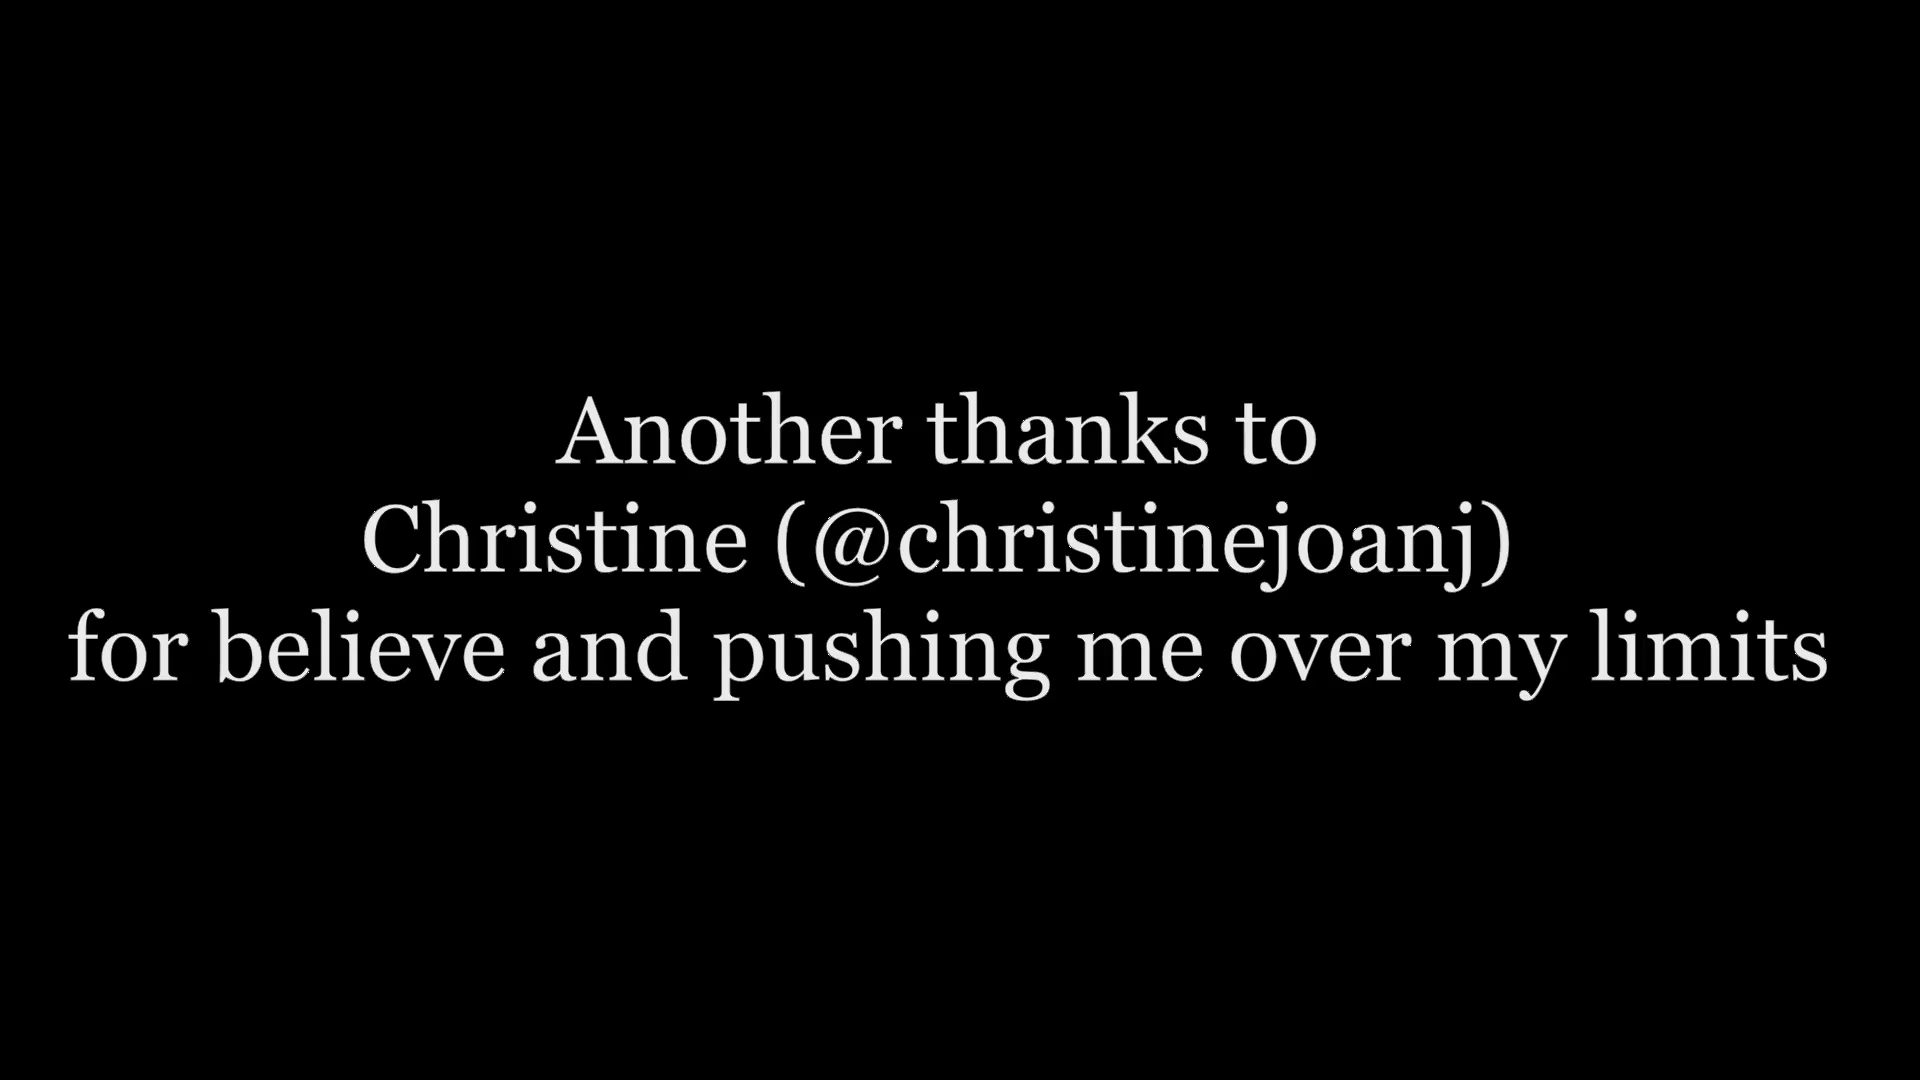 Another thanks to
Christine (@christinejoanj)
for believe and pushing me over my limits